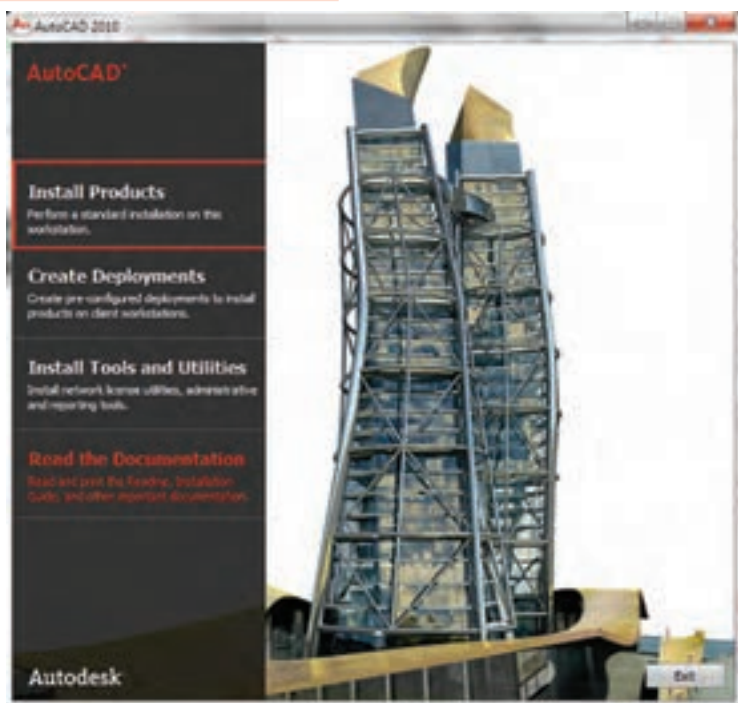 AutoCAD 2010
AutoCAD®
Install Products
Perform a standard installation on this
workstation.
Create Deployments
Create pre-configured deployments to install
products on client workstations.
Install Tools and Utilities
Install network license utilities, administrative
and reporting tools.
Read the Documentation
Read and print the Readme, Installation
Guide, and other important documentation.
Autodesk
Exit